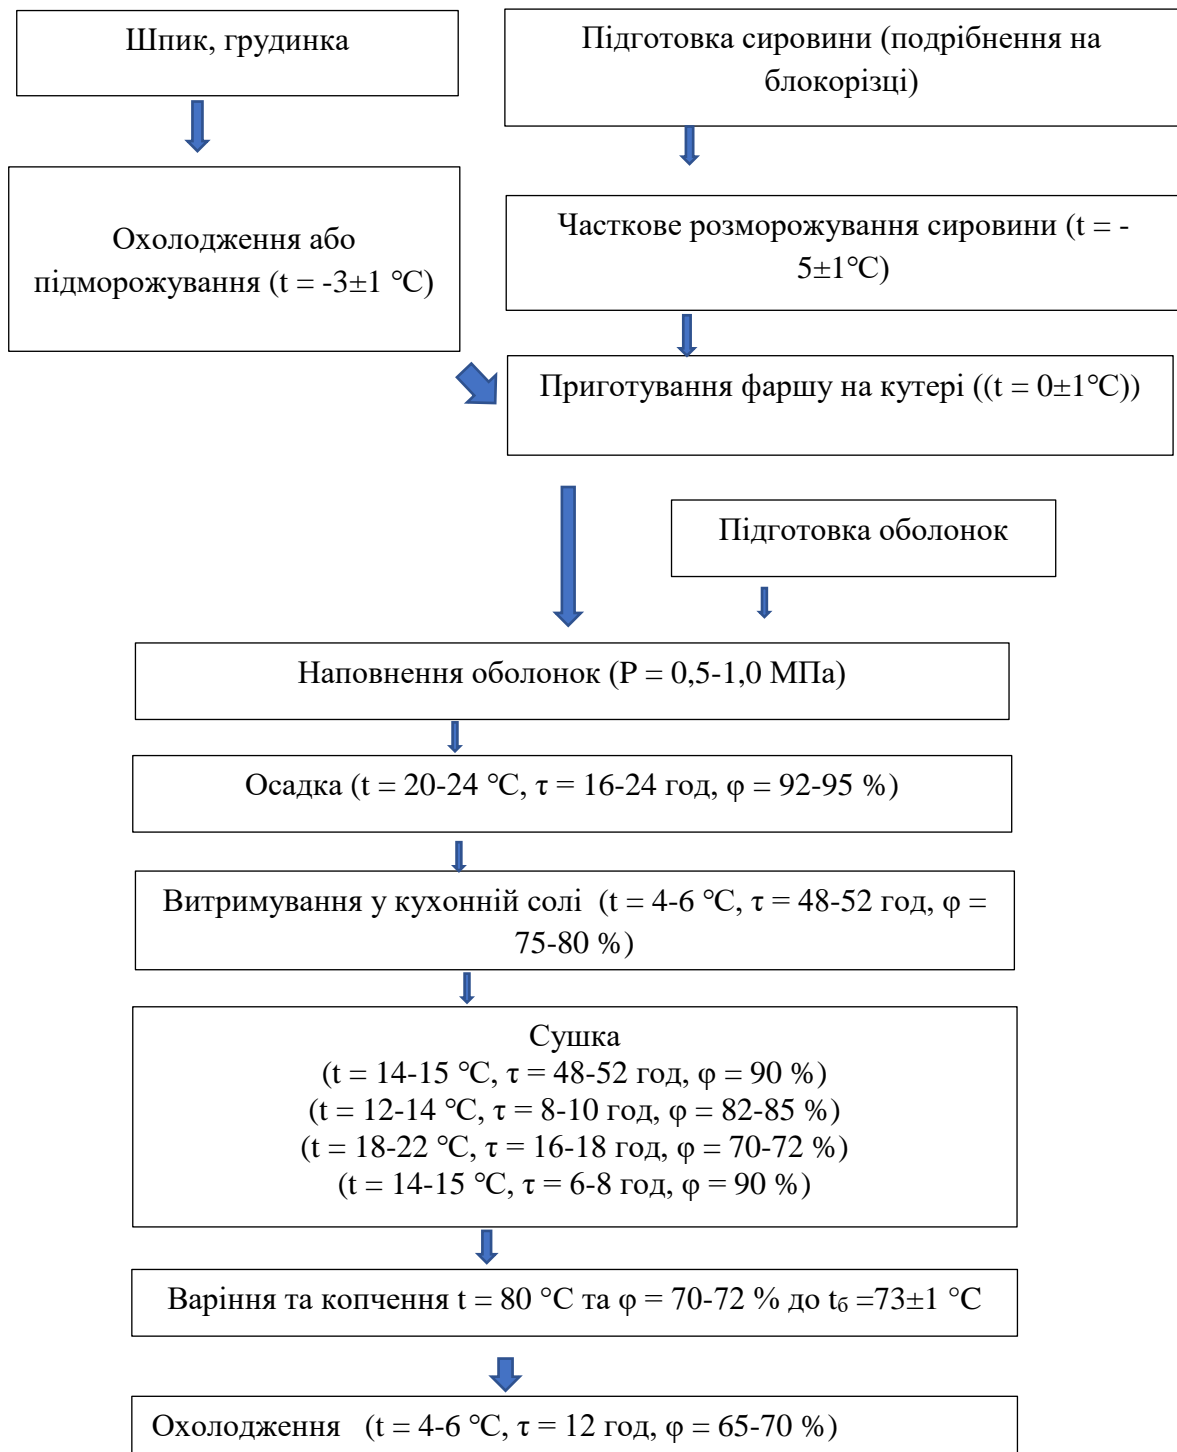 Шпик, грудинка
Підготовка сировини (подрібнення на
блокорізці)
Охолодження або
підморожування (t = -3±1 °C)
Часткове розморожування сировини (t = -
5±1°C)
Приготування фаршу на кутері ((t = 0±1°C))
Підготовка оболонок
Наповнення оболонок (P = 0,5-1,0 МПа)
Осадка (t = 20-24 °C, τ = 16-24 год, φ = 92-95 %)
Витримування у кухонній солі (t = 4-6 °C, τ = 48-52 год, φ =
75-80 %)
Сушка
(t = 14-15 °C, τ = 48-52 год, φ = 90 %)
(t = 12-14 °C, τ = 8-10 год, φ = 82-85 %)
(t = 18-22 °C, τ = 16-18 год, φ = 70-72 %)
(t = 14-15 °C, τ = 6-8 год, φ = 90 %)
Варіння та копчення t = 80 °C та φ = 70-72 % до tб =73±1 °C
Охолодження (t = 4-6 °C, τ = 12 год, φ = 65-70 %)